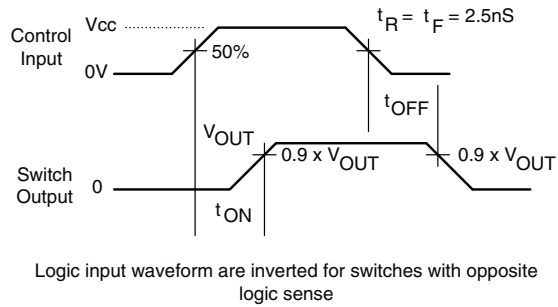 Control
Input
Vcc
0V
50%
tR = tF = 2.5nS
tOFF
VOUT
0.9 x VOUT
0.9 x VOUT
Switch
Output
0
tON
Logic input waveform are inverted for switches with opposite
logic sense